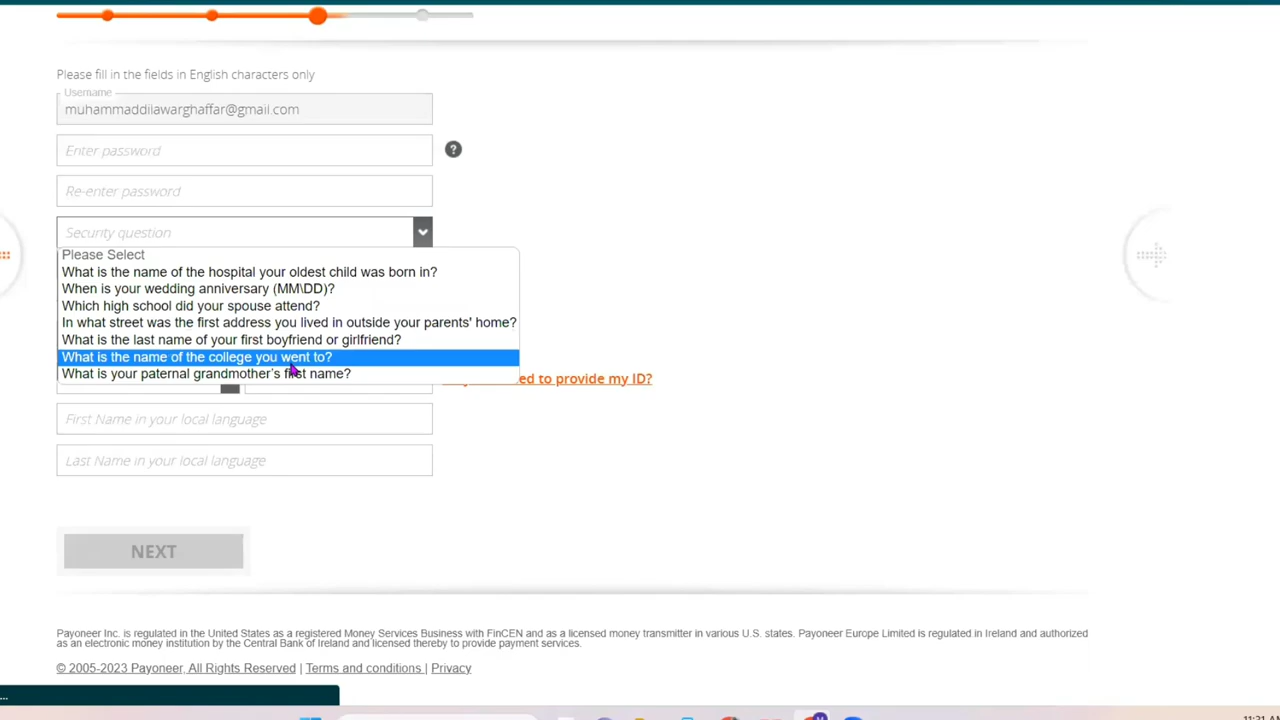 Please fill in the fields in English characters only
Username
muhammaddilawarghaffar@gmail.com
Enter password
?
Re-enter password
Security question
Please Select
What is the name of the hospital your oldest child was born in?
When is your wedding anniversary (MM\DD)?
Which high school did your spouse attend?
In what street was the first address you lived in outside your parents' home?
What is the last name of your first boyfriend or girlfriend?
What is the name of the college you went to?
What is your paternal grandmother's first name?
to provide my ID?
First Name in your local language
Last Name in your local language
NEXT
Payoneer Inc. is regulated in the United States as a registered Money Services Business with FinCEN and as a licensed money transmitter in various U.S. states. Payoneer Europe Limited is regulated in Ireland and authorized
as an electronic money institution by the Central Bank of Ireland and licensed thereby to provide payment services.
© 2005-2023 Payoneer, All Rights Reserved | Terms and conditions | Privacy
...